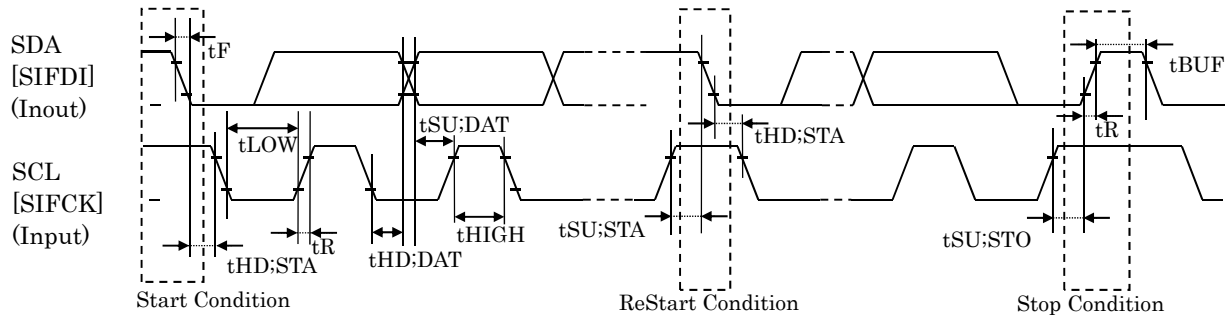 SDA
[SIFDI]
(Inout)
tF
tBUF
tSU;DAT
tHD;STA
tR
tLOW
SCL
[SIFCK]
(Input)
tHD;STA
tR
tHD;DAT
tHIGH
tSU;STA
tSU;STO
Start Condition
ReStart Condition
Stop Condition